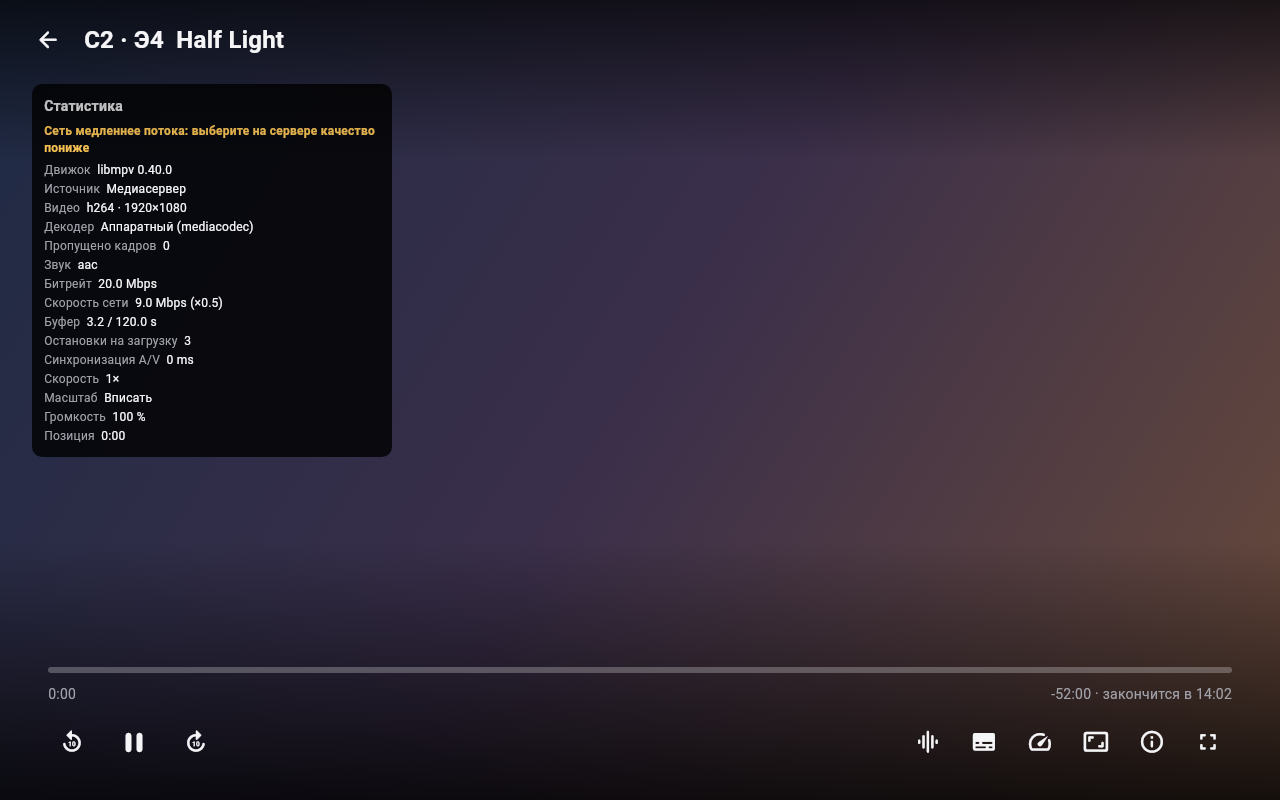 С2 · Э4 Half Light
Статистика
Сеть медленнее потока: выберите на сервере качество
пониже
Движок libmpv 0.40.0
Источник Медиасервер
Видео h264 · 1920×1080
Декодер Аппаратный (mediacodec)
Пропущено кадров 0
Звук aac
Битрейт 20.0 Mbps
Скорость сети 9.0 Mbps (×0.5)
Буфер 3.2 / 120.0 s
Остановки на загрузку 3
Синхронизация A/V 0 ms
Скорость 1×
Масштаб Вписать
Громкость 100 %
Позиция 0:00
0:00 -52:00 · закончится в 14:02
10 10